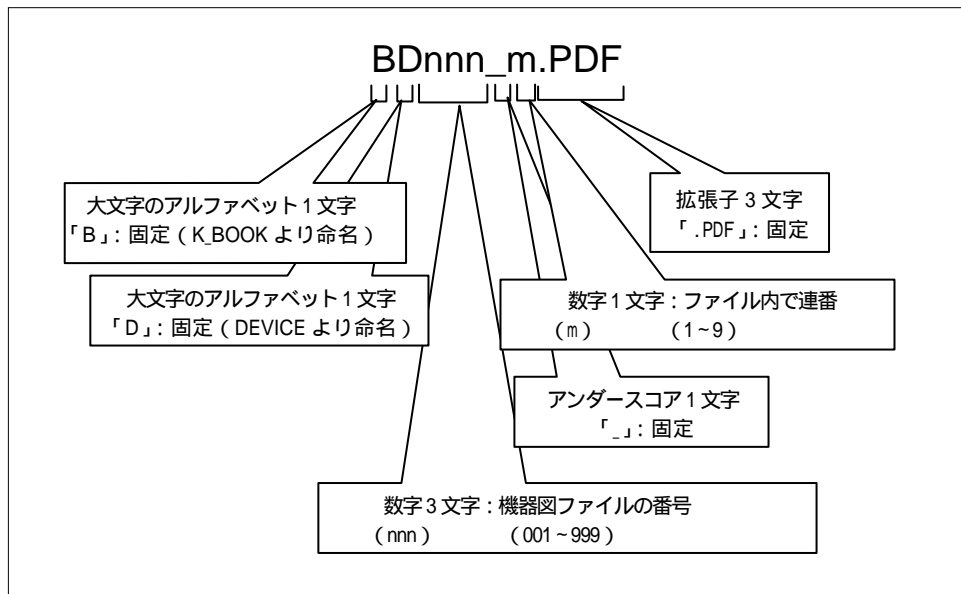 BDnnn_m.PDF
大文字のアルファベット1文字
「B」：固定（K_BOOKより命名）
拡張子3文字
「.PDF」：固定
大文字のアルファベット1文字
「D」：固定（DEVICEより命名）
数字1文字：ファイル内で連番
（m） （1~9）
アンダースコア1文字
「_」：固定
数字3文字：機器図ファイルの番号
（nnn） （001~999）